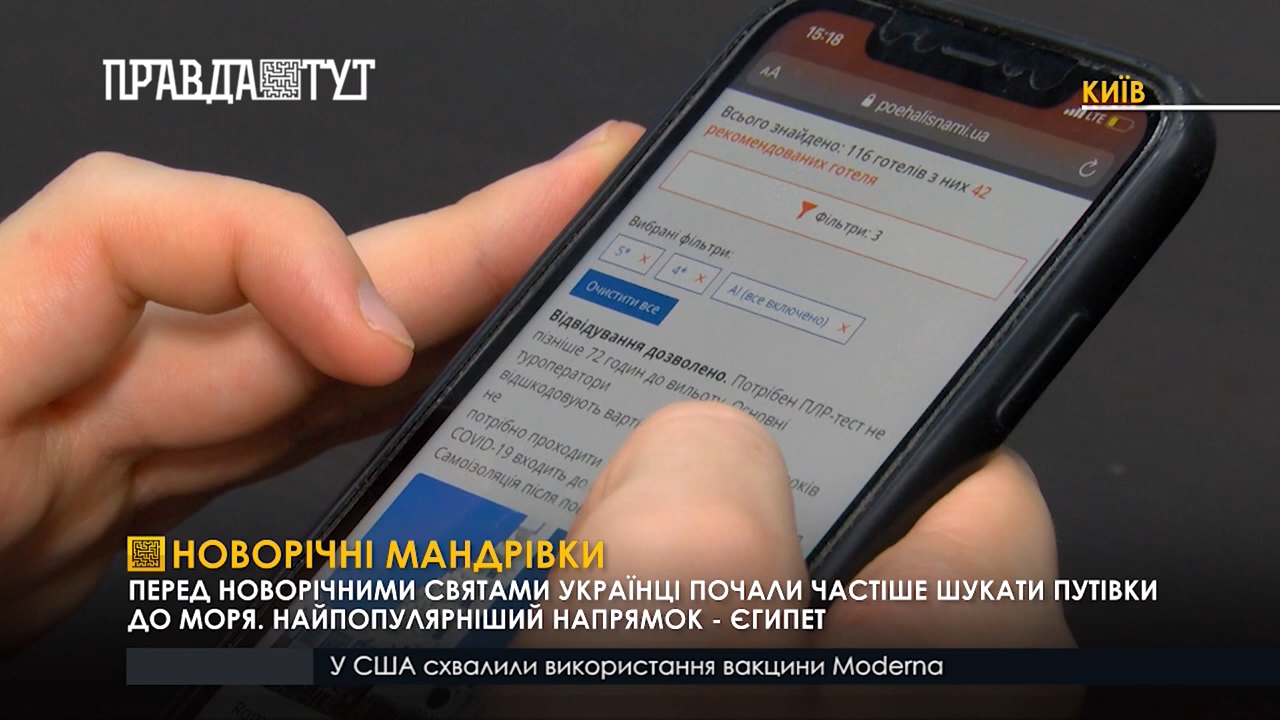 ПРАВДА ТУТ
КИЇВ
15:18
LTE
AA
poehalisnami.ua
Всього знайдено: 116 готелів з них 42
рекомендованих готеля
Фільтри: 3
Вибрані фільтри:
5* x
4* x
AI (все включено) x
Очистити все
Відвідування дозволено. Потрібен ПЛР-тест не
пізніше 72 годин до вильоту. Основні
туроператори
відшкодовують
не
потрібно проходити
COVID-19 входить до
Самоізоляція після
НОВОРІЧНІ МАНДРІВКИ
ПЕРЕД НОВОРІЧНИМИ СВЯТАМИ УКРАЇНЦІ ПОЧАЛИ ЧАСТІШЕ ШУКАТИ ПУТІВКИ
ДО МОРЯ. НАЙПОПУЛЯРНІШИЙ НАПРЯМОК - ЄГИПЕТ
У США схвалили використання вакцини Moderna